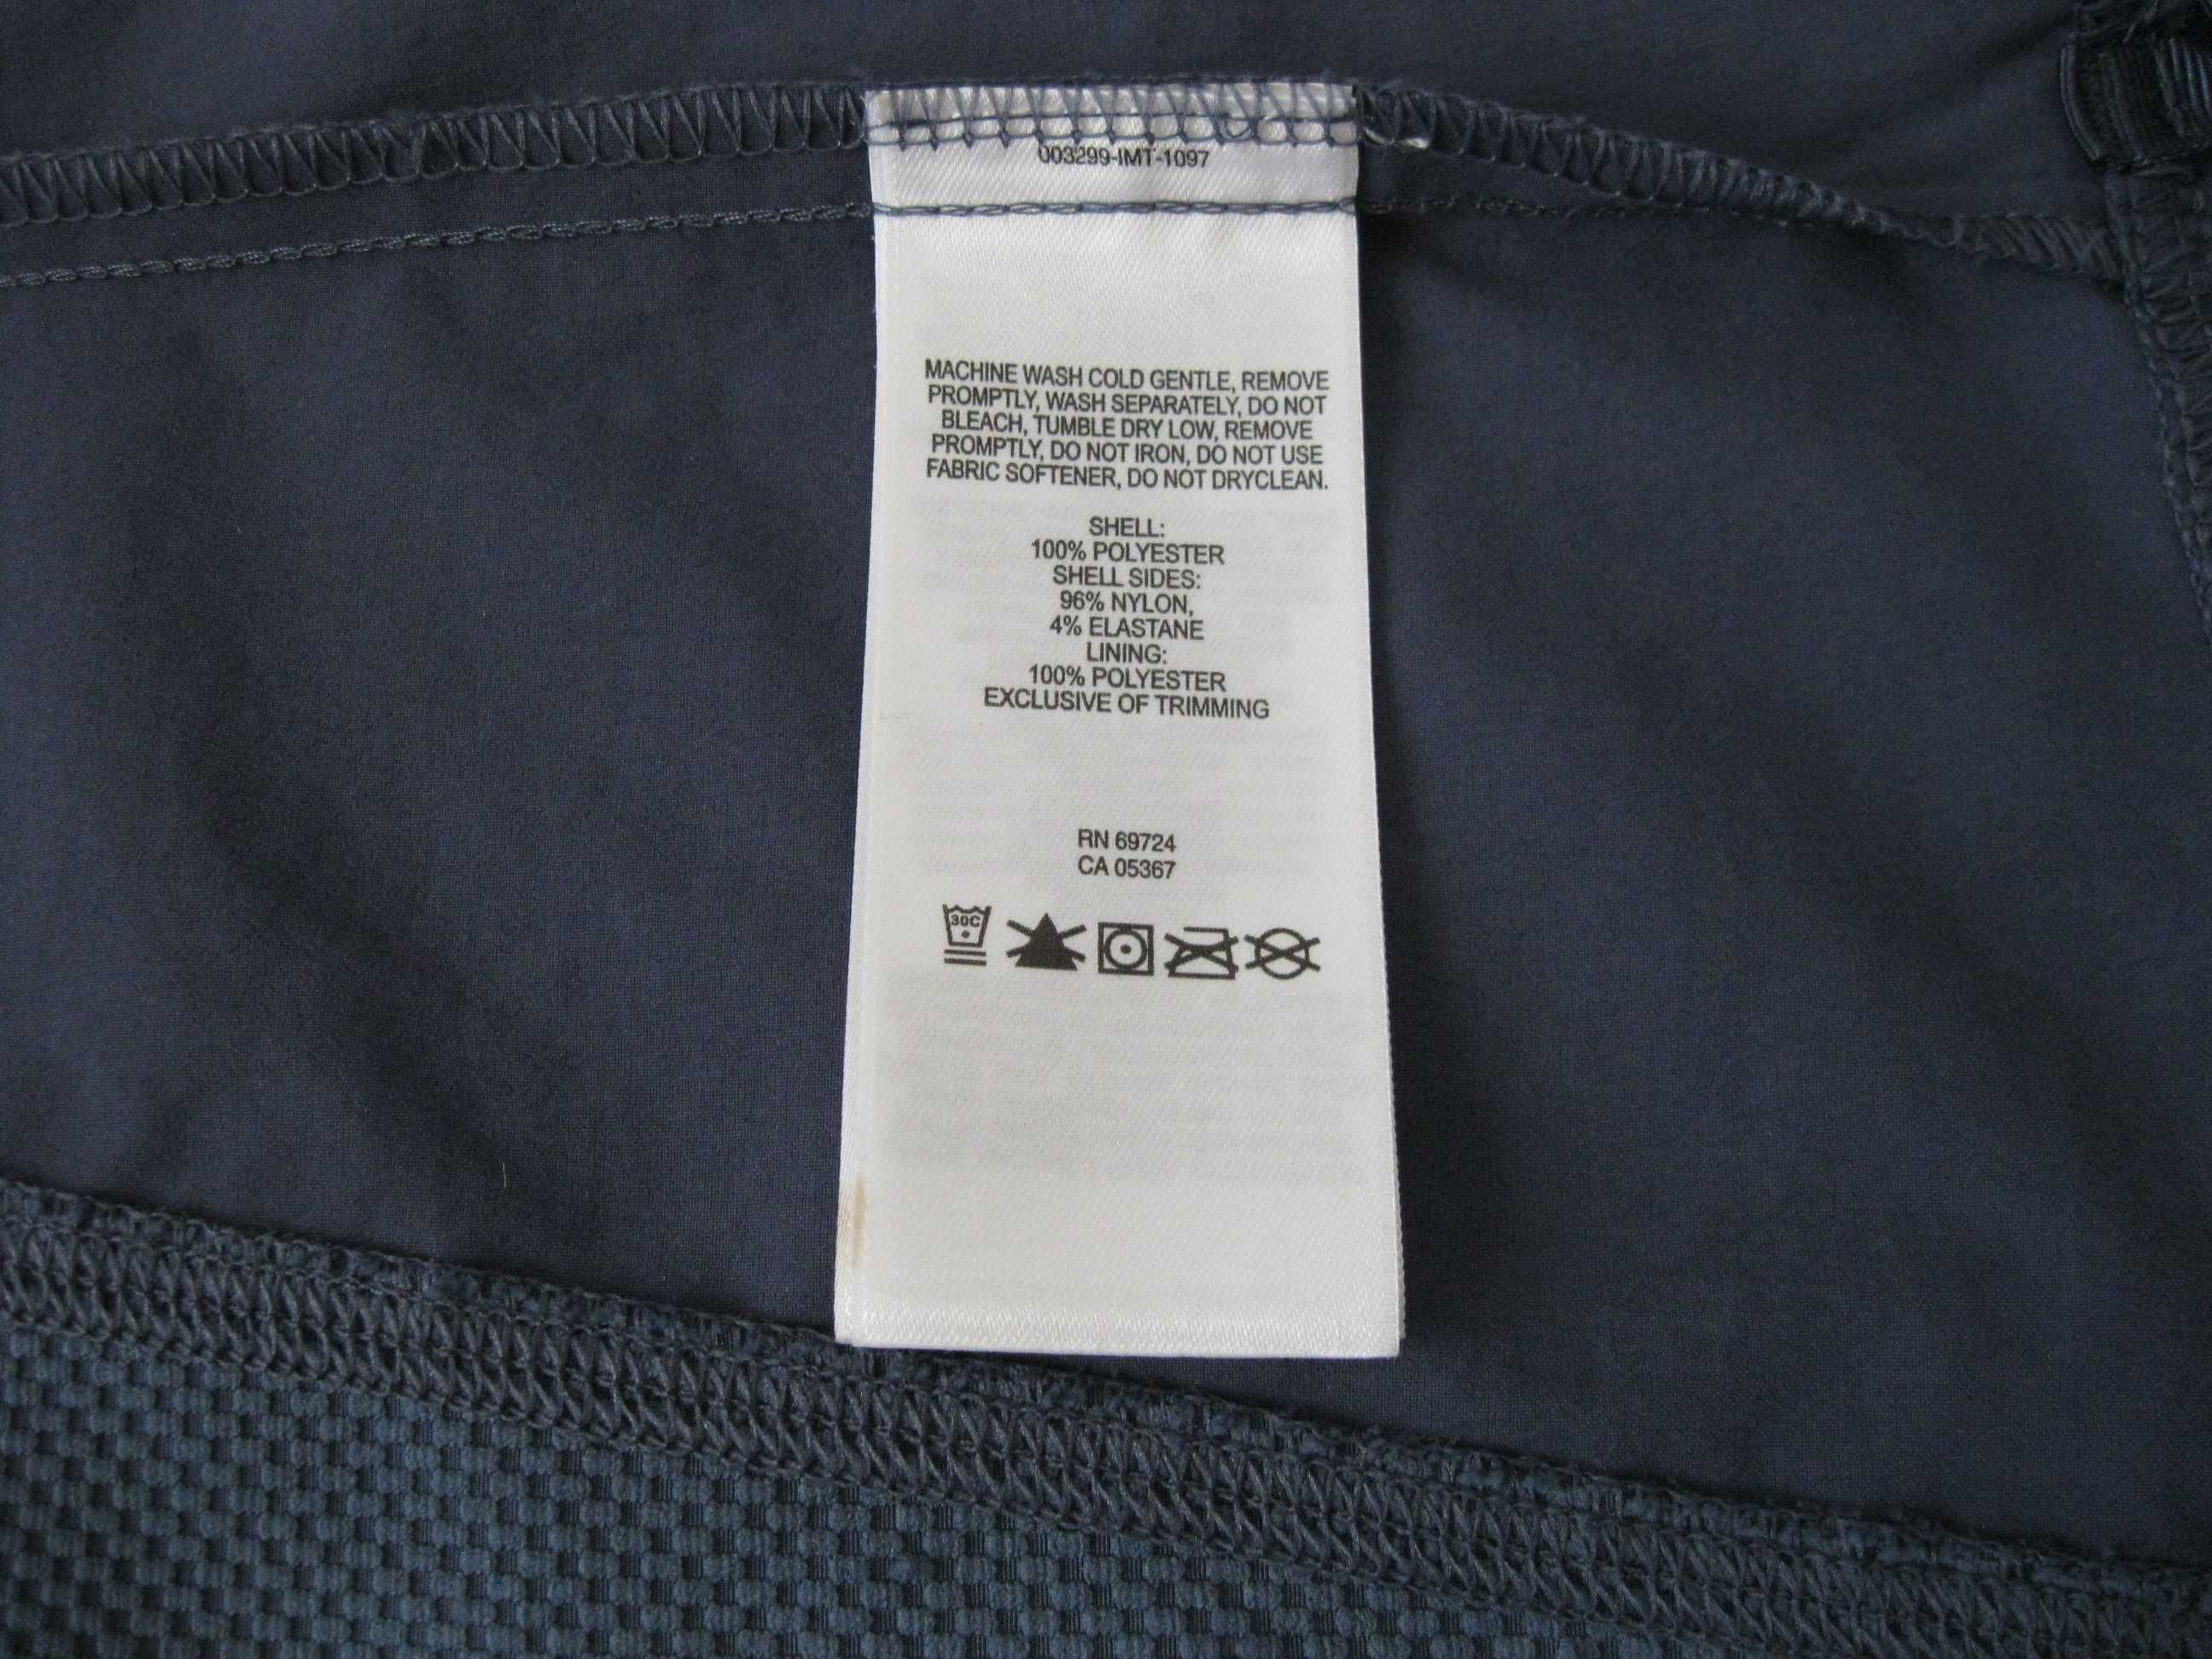 003299-IMT-1097
MACHINE WASH COLD GENTLE, REMOVE
PROMPTLY, WASH SEPARATELY, DO NOT
BLEACH, TUMBLE DRY LOW, REMOVE
PROMPTLY, DO NOT IRON, DO NOT USE
FABRIC SOFTENER, DO NOT DRYCLEAN.
SHELL:
100% POLYESTER
SHELL SIDES:
96% NYLON,
4% ELASTANE
LINING:
100% POLYESTER
EXCLUSIVE OF TRIMMING
RN 69724
CA 05367
30C